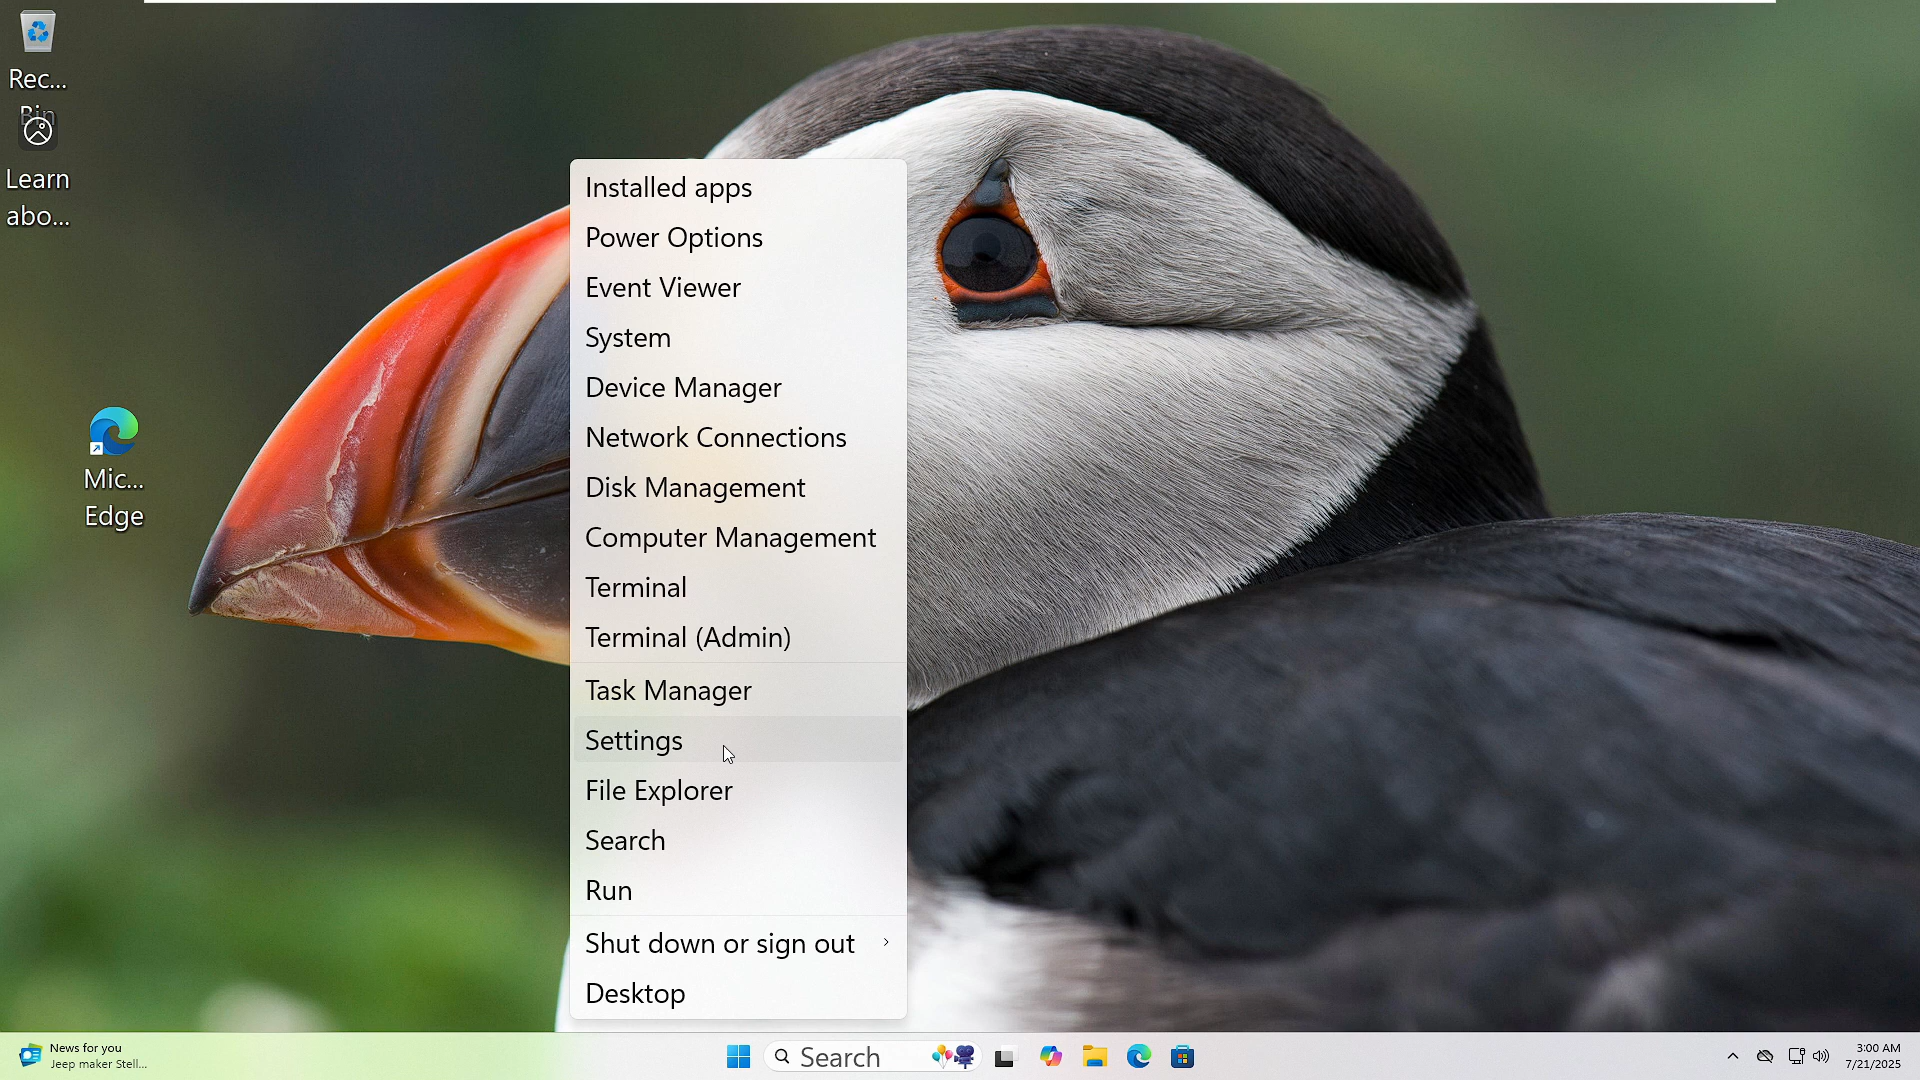 Rec...
Bin
Learn
abo...
Mic...
Edge
Installed apps
Power Options
Event Viewer
System
Device Manager
Network Connections
Disk Management
Computer Management
Terminal
Terminal (Admin)
Task Manager
Settings
File Explorer
Search
Run
Shut down or sign out
Desktop
News for you
Jeep maker Stell...
Search
3:00 AM
7/21/2025